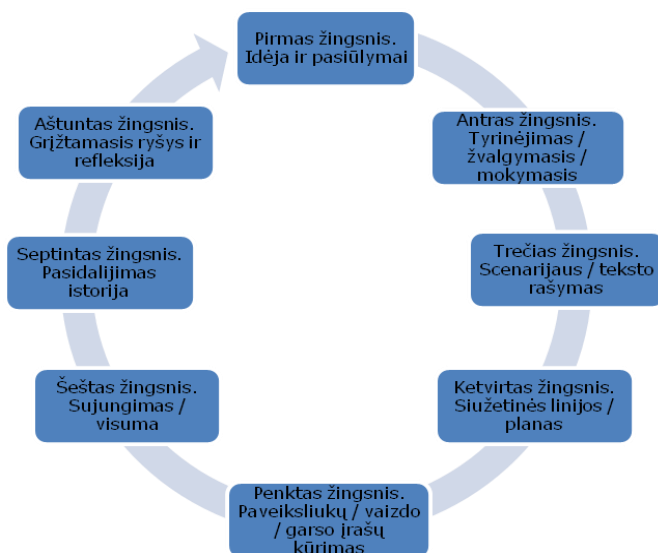 Pirmas žingsnis.
Idėja ir pasiūlymai
Antras žingsnis.
Tyrinėjimas /
žvalgymasis /
mokymasis
Trečias žingsnis.
Scenarijaus / teksto
rašymas
Ketvirtas žingsnis.
Siužetinės linijos /
planas
Penktas žingsnis.
Paveiksliukų / vaizdo
/ garso įrašų
kūrimas
Šeštas žingsnis.
Sujungimas /
visuma
Septintas žingsnis.
Pasidalijimas
istorija
Aštuntas žingsnis.
Grįžtamasis ryšys ir
refleksija